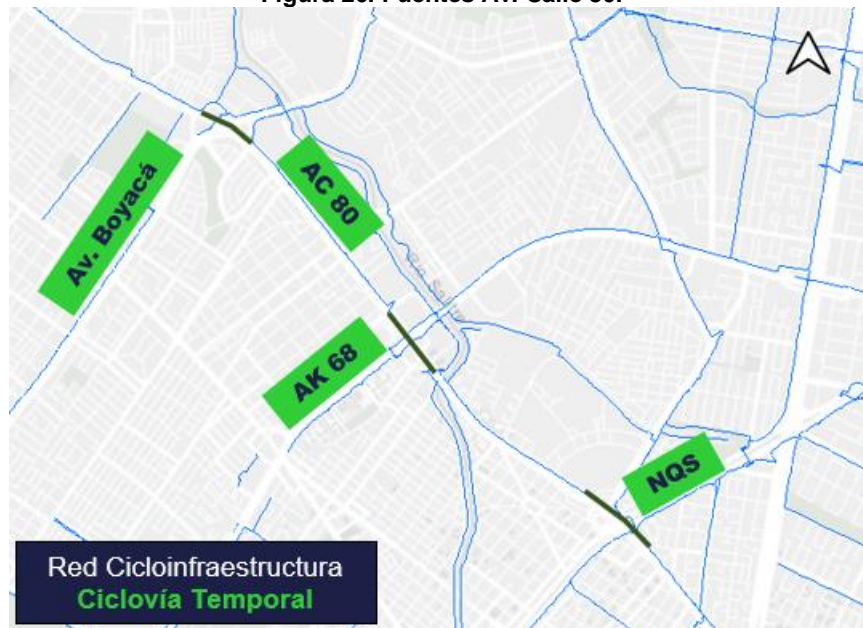 Av. Boyacá
AC 80
AK 68
NQS
Red Cicloinfraestructura
Ciclovía Temporal